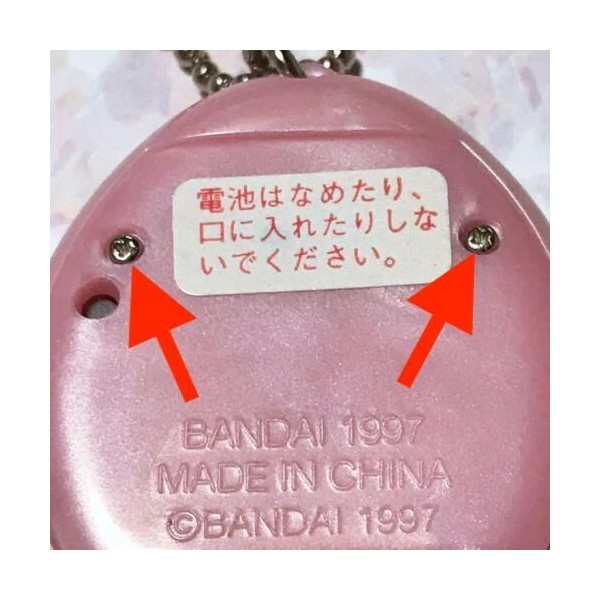 電池はなめたり、
口に入れたりしな
いでください。
BANDAI 1997
MADE IN CHINA
©BANDAI 1997